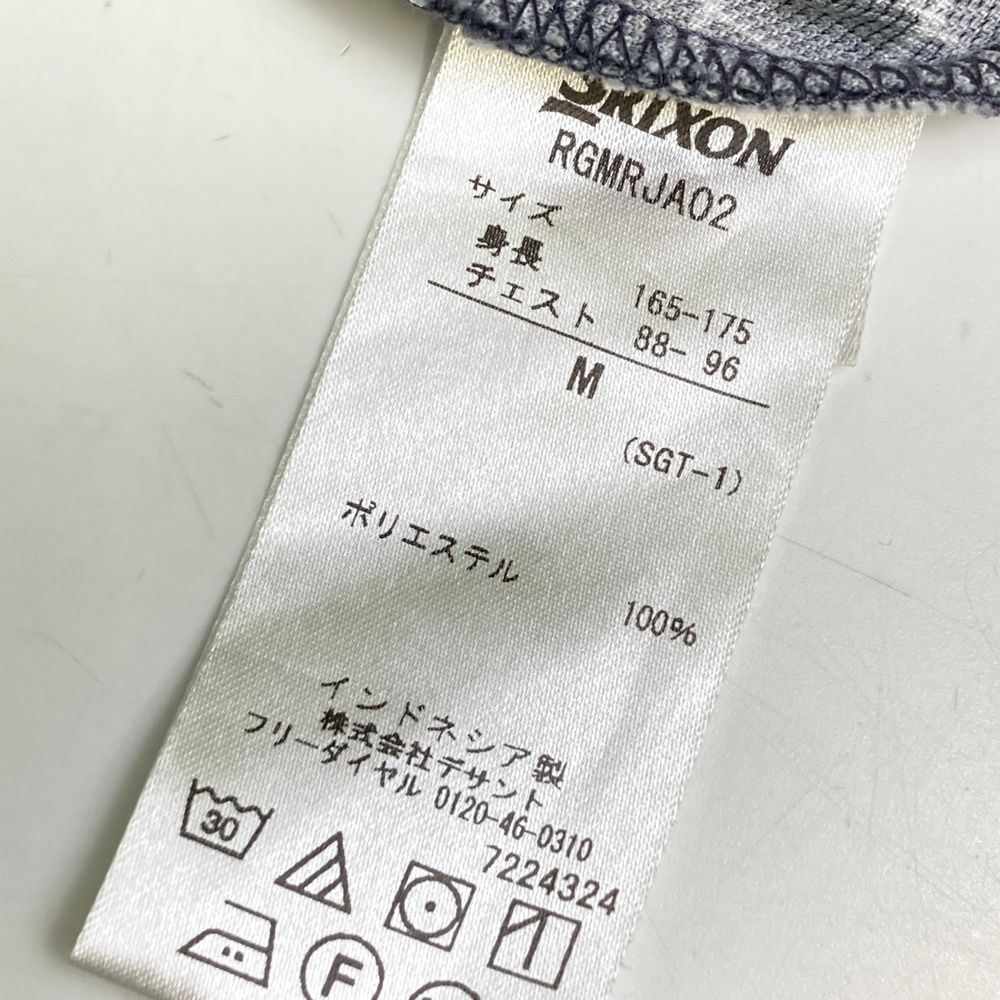 SRIXON
RGMRJA02
サイズ
身長 165-175
チェスト 88- 96
M
(SGT-1)
ポリエステル
100%
インドネシア製
株式会社デサント
フリーダイヤル 0120-46-0310
7224324
30
F